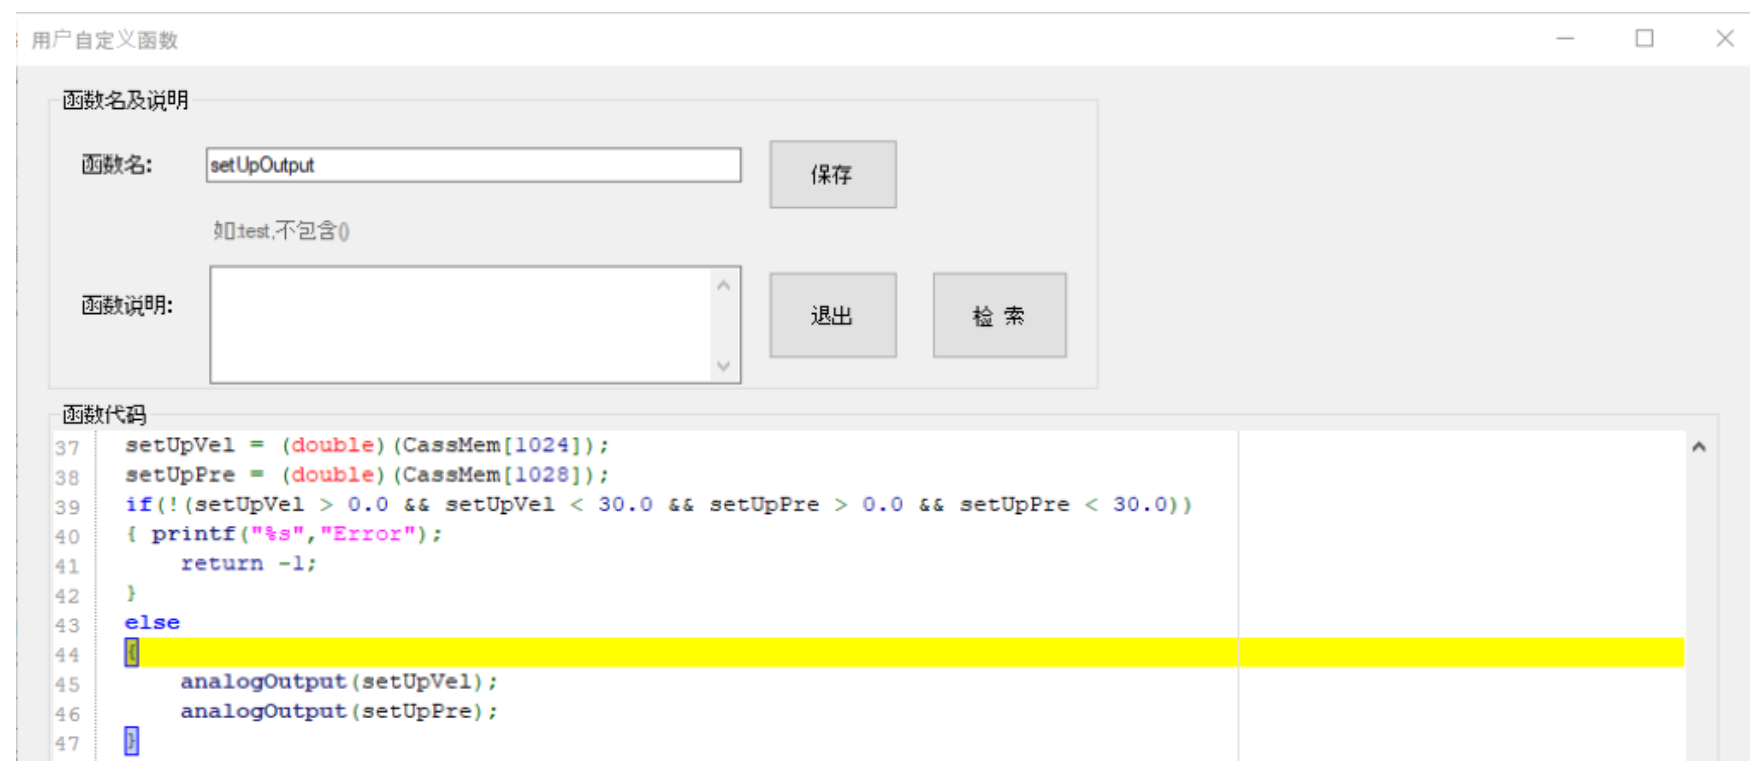 用户自定义函数
函数名及说明
函数名: setUpOutput 保存
如:test,不包含()
函数说明: 退出 检 索
函数代码
37 setUpVel = (double)(CassMem[1024]);
38 setUpPre = (double)(CassMem[1028]);
39 if(!(setUpVel > 0.0 && setUpVel < 30.0 && setUpPre > 0.0 && setUpPre < 30.0))
40 { printf("%s","Error");
41 return -1;
42 }
43 else
44 {
45 analogOutput(setUpVel);
46 analogOutput(setUpPre);
47 }